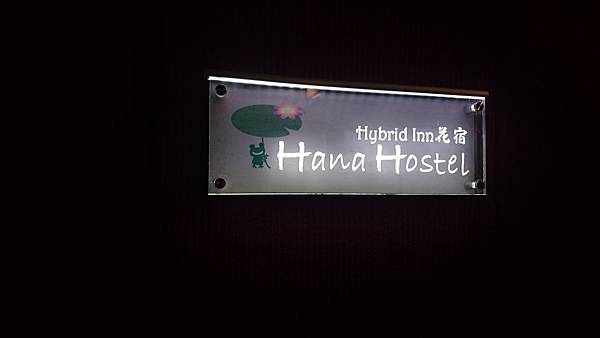 Hybrid Inn花宿
Hana Hostel